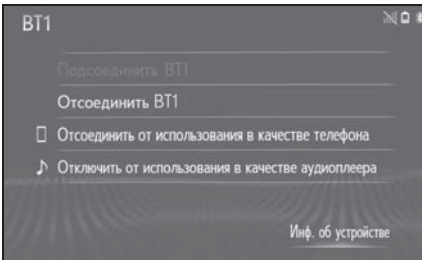 BT1
Подсоединить BT1
Отсоединить BT1
Отсоединить от использования в качестве телефона
Отключить от использования в качестве аудиоплеера
Инф. об устройстве